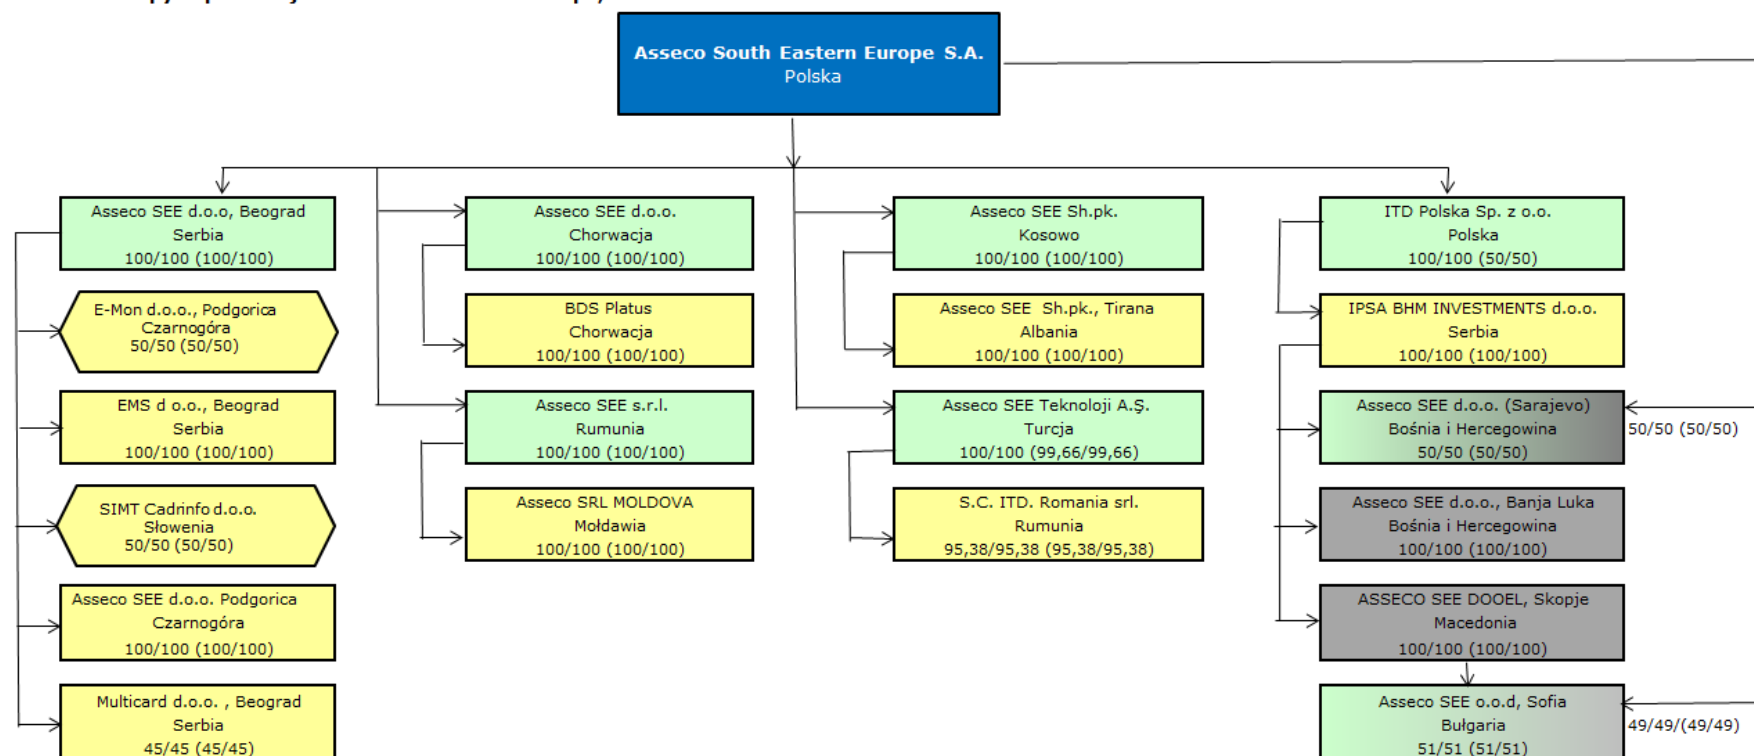 Asseco South Eastern Europe S.A.
Polska
Asseco SEE d.o.o, Beograd
Serbia
100/100 (100/100)
E-Mon d.o.o., Podgorica
Czarnogóra
50/50 (50/50)
EMS d o.o., Beograd
Serbia
100/100 (100/100)
SIMT Cadrinfo d.o.o.
Słowenia
50/50 (50/50)
Asseco SEE d.o.o. Podgorica
Czarnogóra
100/100 (100/100)
Multicard d.o.o. , Beograd
Serbia
45/45 (45/45)
Asseco SEE d.o.o.
Chorwacja
100/100 (100/100)
BDS Platus
Chorwacja
100/100 (100/100)
Asseco SEE s.r.l.
Rumunia
100/100 (100/100)
Asseco SRL MOLDOVA
Mołdawia
100/100 (100/100)
Asseco SEE Sh.pk.
Kosowo
100/100 (100/100)
Asseco SEE Sh.pk., Tirana
Albania
100/100 (100/100)
Asseco SEE Teknoloji A.Ş.
Turcja
100/100 (99,66/99,66)
S.C. ITD. Romania srl.
Rumunia
95,38/95,38 (95,38/95,38)
ITD Polska Sp. z o.o.
Polska
100/100 (50/50)
IPSA BHM INVESTMENTS d.o.o.
Serbia
100/100 (100/100)
Asseco SEE d.o.o. (Sarajevo)
Bośnia i Hercegowina
50/50 (50/50)
50/50 (50/50)
Asseco SEE d.o.o., Banja Luka
Bośnia i Hercegowina
100/100 (100/100)
ASSECO SEE DOOEL, Skopje
Macedonia
100/100 (100/100)
Asseco SEE o.o.d, Sofia
Bułgaria
51/51 (51/51)
49/49/(49/49)